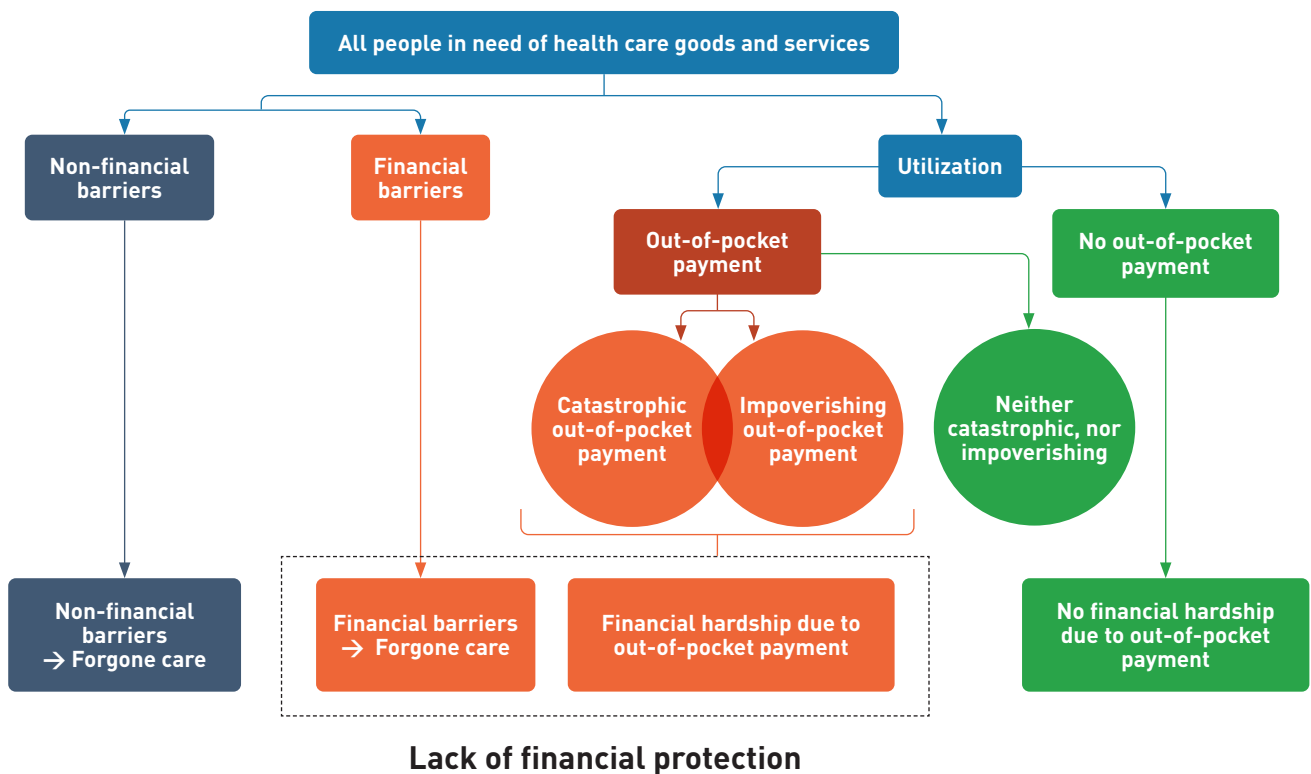 All people in need of health care goods and services
Non-financial
barriers
Financial
barriers
Utilization
Out-of-pocket
payment
No out-of-pocket
payment
Catastrophic
out-of-pocket
payment
Impoverishing
out-of-pocket
payment
Neither
catastrophic, nor
impoverishing
Non-financial
barriers
→ Forgone care
Financial barriers
→ Forgone care
Financial hardship due to
out-of-pocket payment
No financial hardship
due to out-of-pocket
payment
Lack of financial protection